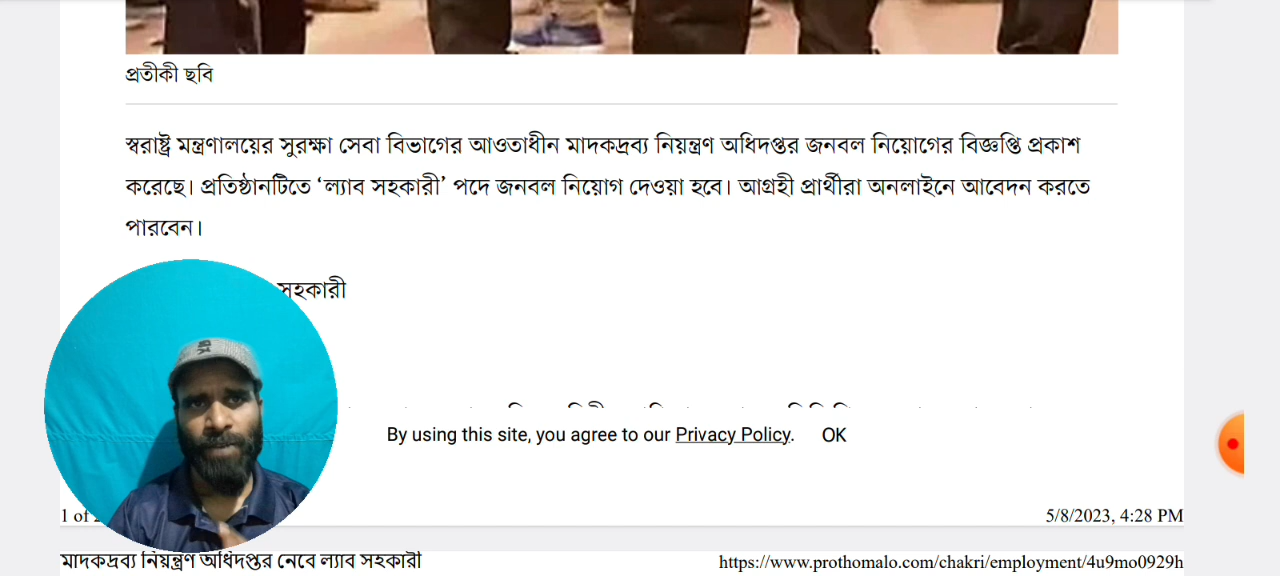 প্রতীকী ছবি
স্বরাষ্ট্র মন্ত্রণালয়ের সুরক্ষা সেবা বিভাগের আওতাধীন মাদকদ্রব্য নিয়ন্ত্রণ অধিদপ্তর জনবল নিয়োগের বিজ্ঞপ্তি প্রকাশ
করেছে। প্রতিষ্ঠানটিতে ‘ল্যাব সহকারী’ পদে জনবল নিয়োগ দেওয়া হবে। আগ্রহী প্রার্থীরা অনলাইনে আবেদন করতে
পারবেন।
সহকারী
By using this site, you agree to our Privacy Policy. OK
1 of
5/8/2023, 4:28 PM
মাদকদ্রব্য নিয়ন্ত্রণ অধিদপ্তর নেবে ল্যাব সহকারী
https://www.prothomalo.com/chakri/employment/4u9mo0929h